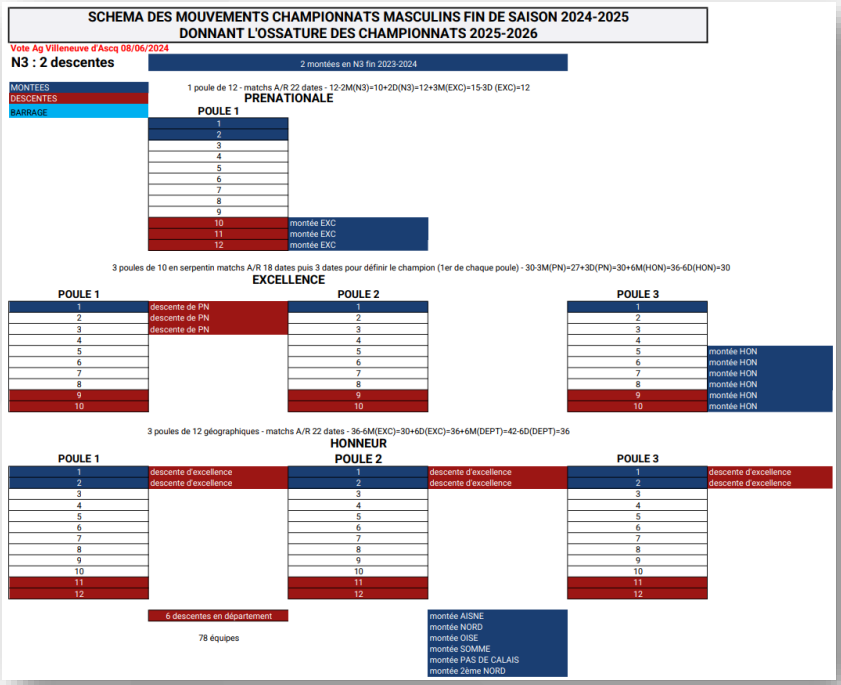 SCHEMA DES MOUVEMENTS CHAMPIONNATS MASCULINS FIN DE SAISON 2024-2025
DONNANT L'OSSATURE DES CHAMPIONNATS 2025-2026
Vote Ag Villeneuve d'Ascq 08/06/2024
N3 : 2 descentes
2 montées en N3 fin 2023-2024
MONTEES
DESCENTES
BARRAGE
1 poule de 12 - matchs A/R 22 dates - 12-2M(N3)=10+2D(N3)=12+3M(EXC)=15-3D (EXC)=12
PRENATIONALE
POULE 1
1
2
3
4
5
6
7
8
9
10 montée EXC
11 montée EXC
12 montée EXC
3 poules de 10 en serpentin matchs A/R 18 dates puis 3 dates pour définir le champion (1er de chaque poule) - 30-3M(PN)=27+3D(PN)=30+6M(HON)=36-6D(HON)=30
EXCELLENCE
POULE 1 POULE 2 POULE 3
1 descente de PN 1 1
2 descente de PN 2 2
3 descente de PN 3 3
4 4 4
5 5 5 montée HON
6 6 6 montée HON
7 7 7 montée HON
8 8 8 montée HON
9 9 9 montée HON
10 10 10 montée HON
3 poules de 12 géographiques - matchs A/R 22 dates - 36-6M(EXC)=30+6D(EXC)=36+6M(DEPT)=42-6D(DEPT)=36
HONNEUR
POULE 1 POULE 2 POULE 3
1 descente d'excellence 1 descente d'excellence 1 descente d'excellence
2 descente d'excellence 2 descente d'excellence 2 descente d'excellence
3 3 3
4 4 4
5 5 5
6 6 6
7 7 7
8 8 8
9 9 9
10 10 10
11 11 11
12 12 12
6 descentes en département
78 équipes
montée AISNE
montée NORD
montée OISE
montée SOMME
montée PAS DE CALAIS
montée 2ème NORD